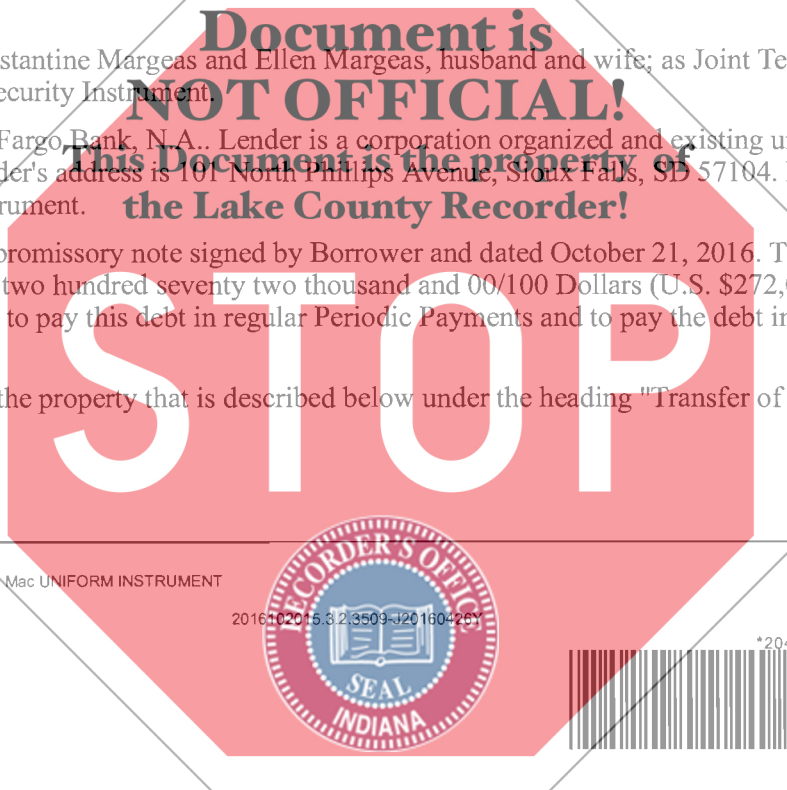 Document is
stantine Margeas and Ellen Margeas, husband and wife; as Joint Te
ecurity Instrument.
NOT OFFICIAL!
Fargo Bank, N.A.. Lender is a corporation organized and existing u
This Document is the property of
der's address is 101 North Phillips Avenue, Sioux Falls, SD 57104.
rument.
the Lake County Recorder!
promissory note signed by Borrower and dated October 21, 2016. T
two hundred seventy two thousand and 00/100 Dollars (U.S. $272,
to pay this debt in regular Periodic Payments and to pay the debt i
STOP
the property that is described below under the heading "Transfer of
RECORDER'S OFFICE
Mac UNIFORM INSTRUMENT
2016102015.3.2.3509-J20160426Y
*204
SEAL
INDIANA